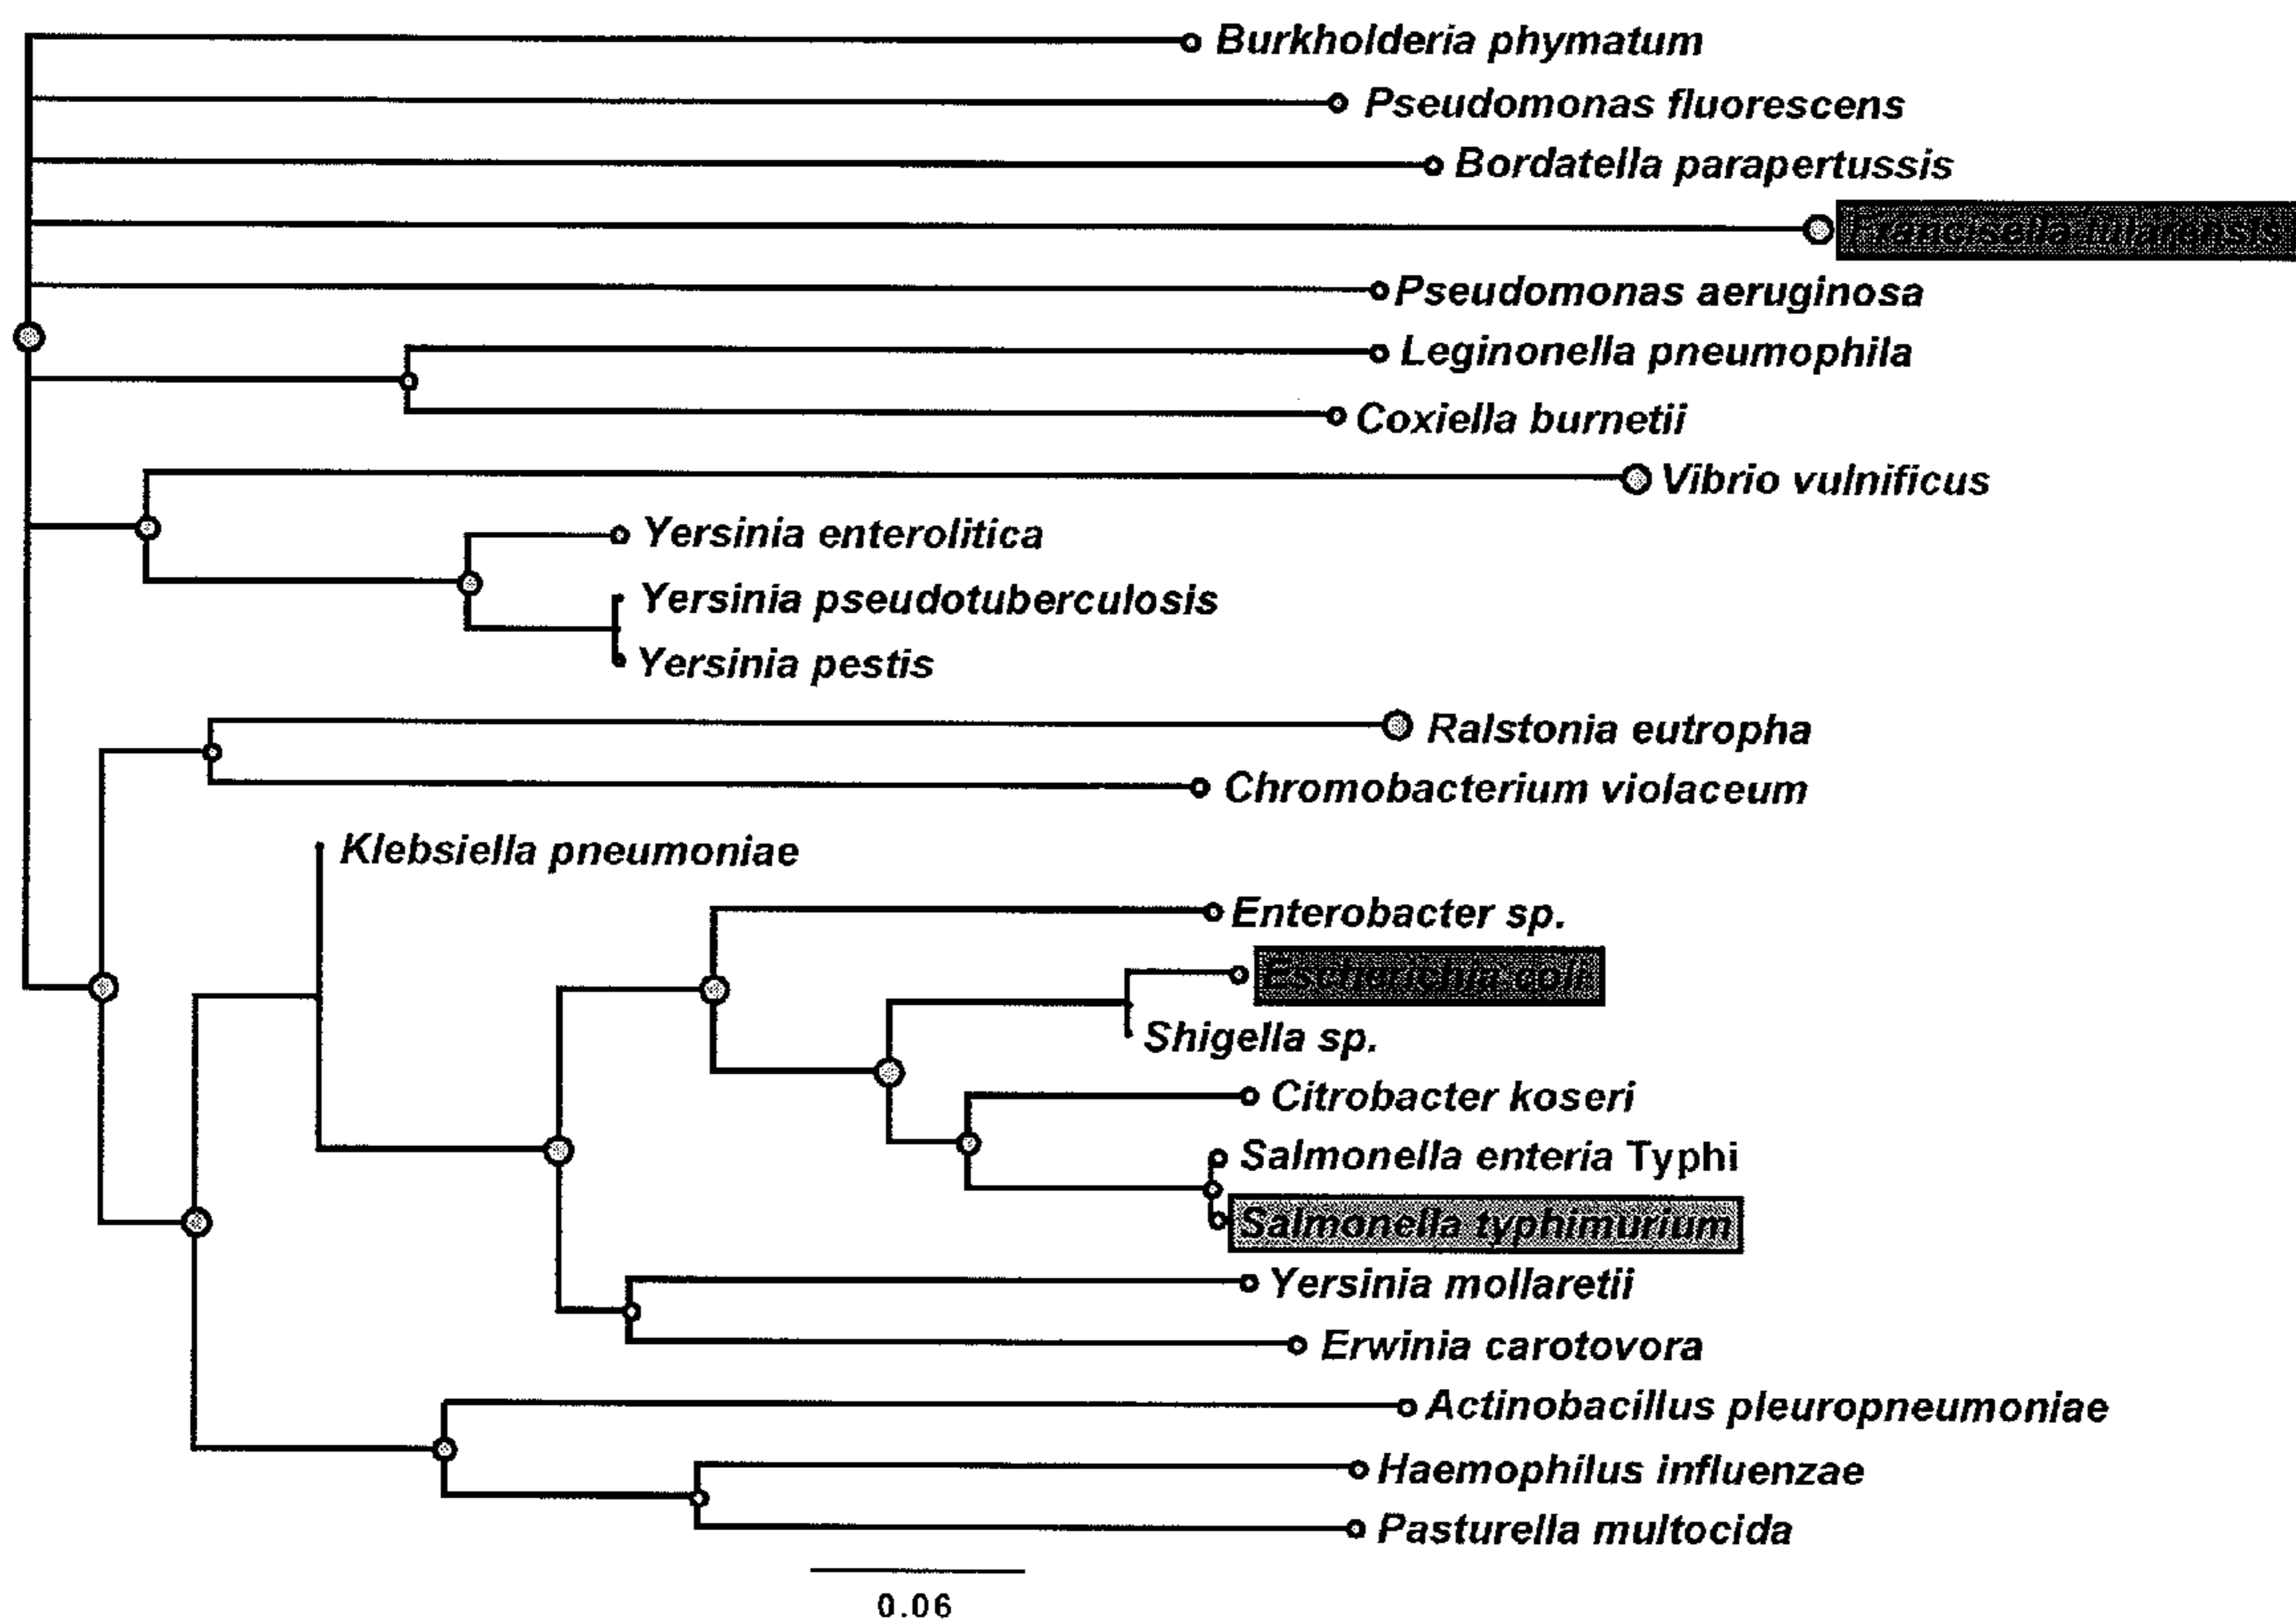 Burkholderia phymatum
Pseudomonas fluorescens
Bordatella parapertussis
Francisella tularensis
Pseudomonas aeruginosa
Leginonella pneumophila
Coxiella burnetii
Vibrio vulnificus
Yersinia enterolitica
Yersinia pseudotuberculosis
Yersinia pestis
Ralstonia eutropha
Chromobacterium violaceum
Klebsiella pneumoniae
Enterobacter sp.
Escherichia coli
Shigella sp.
Citrobacter koseri
Salmonella enteria Typhi
Salmonella typhimurium
Yersinia mollaretii
Erwinia carotovora
Actinobacillus pleuropneumoniae
Haemophilus influenzae
Pasturella multocida
0.06